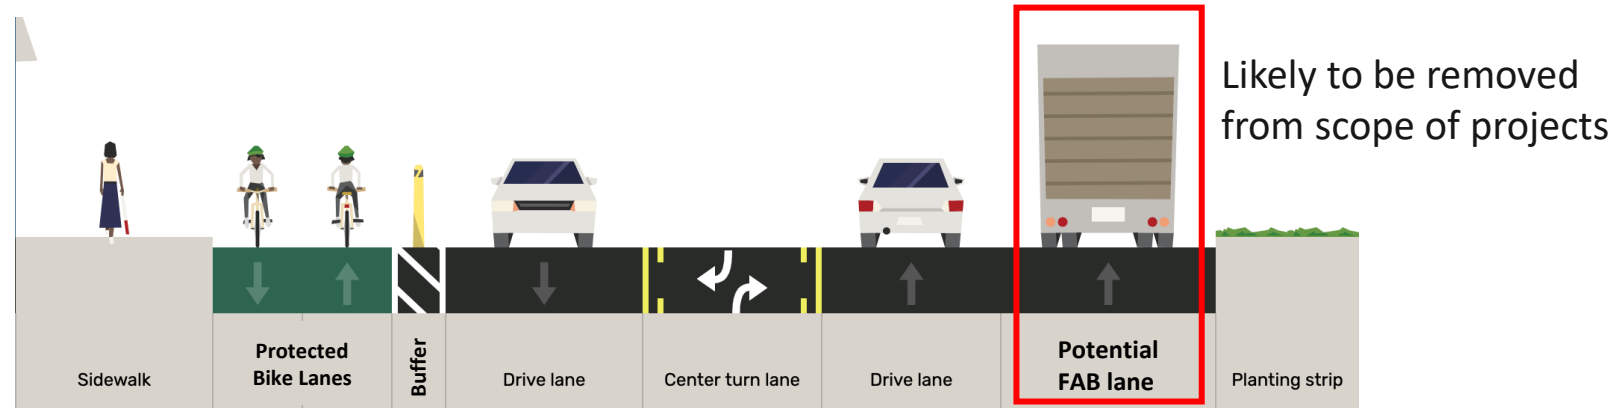 Likely to be removed
from scope of projects
Sidewalk
Protected
Bike Lanes
Buffer
Drive lane
Center turn lane
Drive lane
Potential
FAB lane
Planting strip